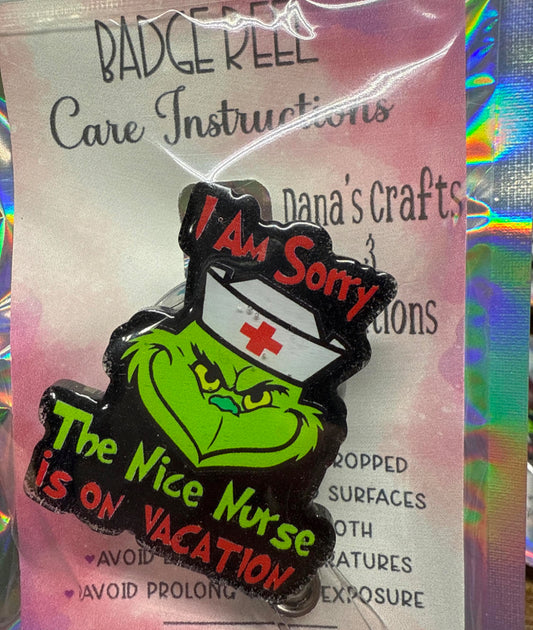 BADGE REEL
Care Instructions
Dana's Crafts
3
tions
I Am Sorry
The Nice Nurse
is on VACATION
ROPPED
SURFACES
OTH
AVOID RATURES
AVOID PROLONG EXPOSURE